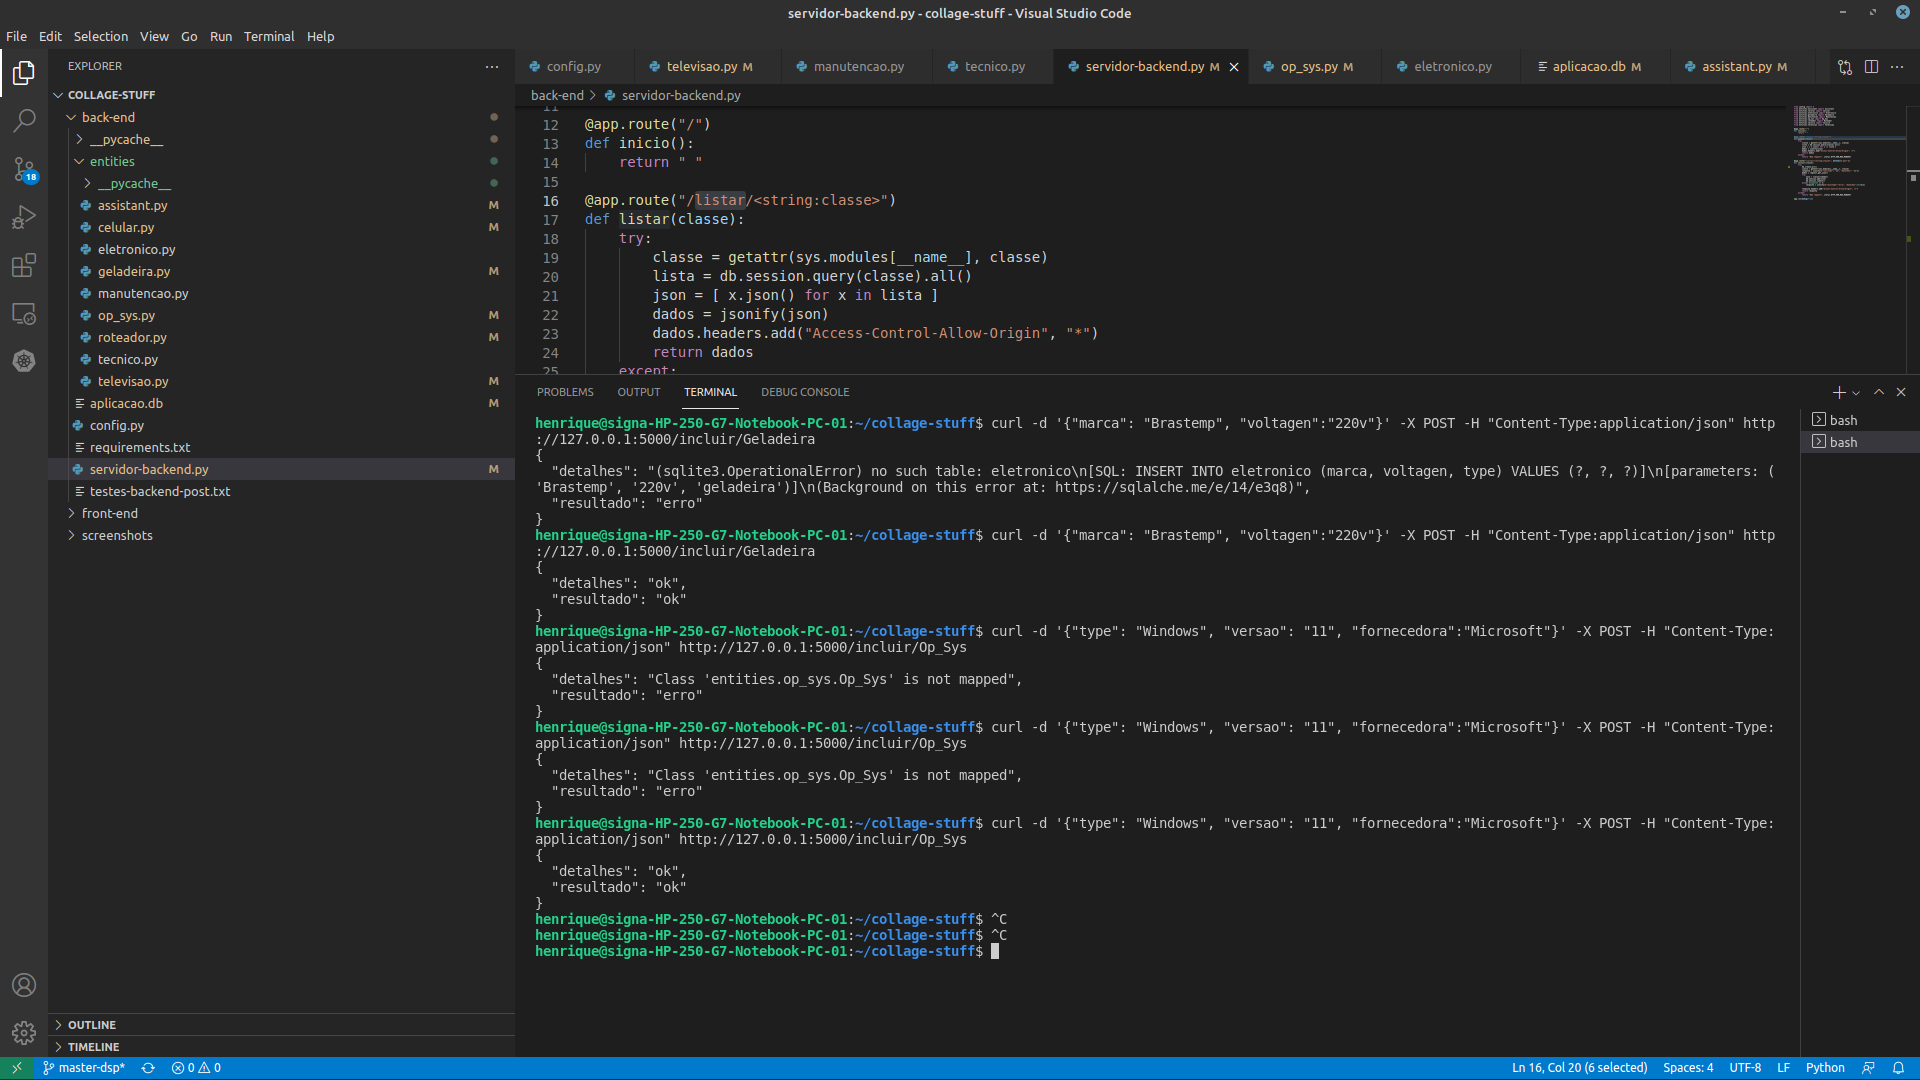 servidor-backend.py - collage-stuff - Visual Studio Code
File Edit Selection View Go Run Terminal Help
EXPLORER
COLLAGE-STUFF
back-end
__pycache__
entities
__pycache__
assistant.py M
celular.py M
eletronico.py
geladeira.py M
manutencao.py
op_sys.py M
roteador.py M
tecnico.py
televisao.py M
aplicacao.db M
config.py
requirements.txt
servidor-backend.py M
testes-backend-post.txt
front-end
screenshots
OUTLINE
TIMELINE
18
config.py televisao.py M manutencao.py tecnico.py servidor-backend.py M op_sys.py M eletronico.py aplicacao.db M assistant.py M
back-end > servidor-backend.py
11
12 @app.route("/")
13 def inicio():
14 return " "
15
16 @app.route("/listar/<string:classe>")
17 def listar(classe):
18 try:
19 classe = getattr(sys.modules[__name__], classe)
20 lista = db.session.query(classe).all()
21 json = [ x.json() for x in lista ]
22 dados = jsonify(json)
23 dados.headers.add("Access-Control-Allow-Origin", "*")
24 return dados
25 except:
PROBLEMS OUTPUT TERMINAL DEBUG CONSOLE
bash
bash
henrique@signa-HP-250-G7-Notebook-PC-01:~/collage-stuff$ curl -d '{"marca": "Brastemp", "voltagen":"220v"}' -X POST -H "Content-Type:application/json" http
://127.0.0.1:5000/incluir/Geladeira
{
"detalhes": "(sqlite3.OperationalError) no such table: eletronico\n[SQL: INSERT INTO eletronico (marca, voltagen, type) VALUES (?, ?, ?)]\n[parameters: (
'Brastemp', '220v', 'geladeira')]\n(Background on this error at: https://sqlalche.me/e/14/e3q8)",
"resultado": "erro"
}
henrique@signa-HP-250-G7-Notebook-PC-01:~/collage-stuff$ curl -d '{"marca": "Brastemp", "voltagen":"220v"}' -X POST -H "Content-Type:application/json" http
://127.0.0.1:5000/incluir/Geladeira
{
"detalhes": "ok",
"resultado": "ok"
}
henrique@signa-HP-250-G7-Notebook-PC-01:~/collage-stuff$ curl -d '{"type": "Windows", "versao": "11", "fornecedora":"Microsoft"}' -X POST -H "Content-Type:
application/json" http://127.0.0.1:5000/incluir/Op_Sys
{
"detalhes": "Class 'entities.op_sys.Op_Sys' is not mapped",
"resultado": "erro"
}
henrique@signa-HP-250-G7-Notebook-PC-01:~/collage-stuff$ curl -d '{"type": "Windows", "versao": "11", "fornecedora":"Microsoft"}' -X POST -H "Content-Type:
application/json" http://127.0.0.1:5000/incluir/Op_Sys
{
"detalhes": "Class 'entities.op_sys.Op_Sys' is not mapped",
"resultado": "erro"
}
henrique@signa-HP-250-G7-Notebook-PC-01:~/collage-stuff$ curl -d '{"type": "Windows", "versao": "11", "fornecedora":"Microsoft"}' -X POST -H "Content-Type:
application/json" http://127.0.0.1:5000/incluir/Op_Sys
{
"detalhes": "ok",
"resultado": "ok"
}
henrique@signa-HP-250-G7-Notebook-PC-01:~/collage-stuff$ ^C
henrique@signa-HP-250-G7-Notebook-PC-01:~/collage-stuff$ ^C
henrique@signa-HP-250-G7-Notebook-PC-01:~/collage-stuff$
master-dsp* 0 0 Ln 16, Col 20 (6 selected) Spaces: 4 UTF-8 LF Python